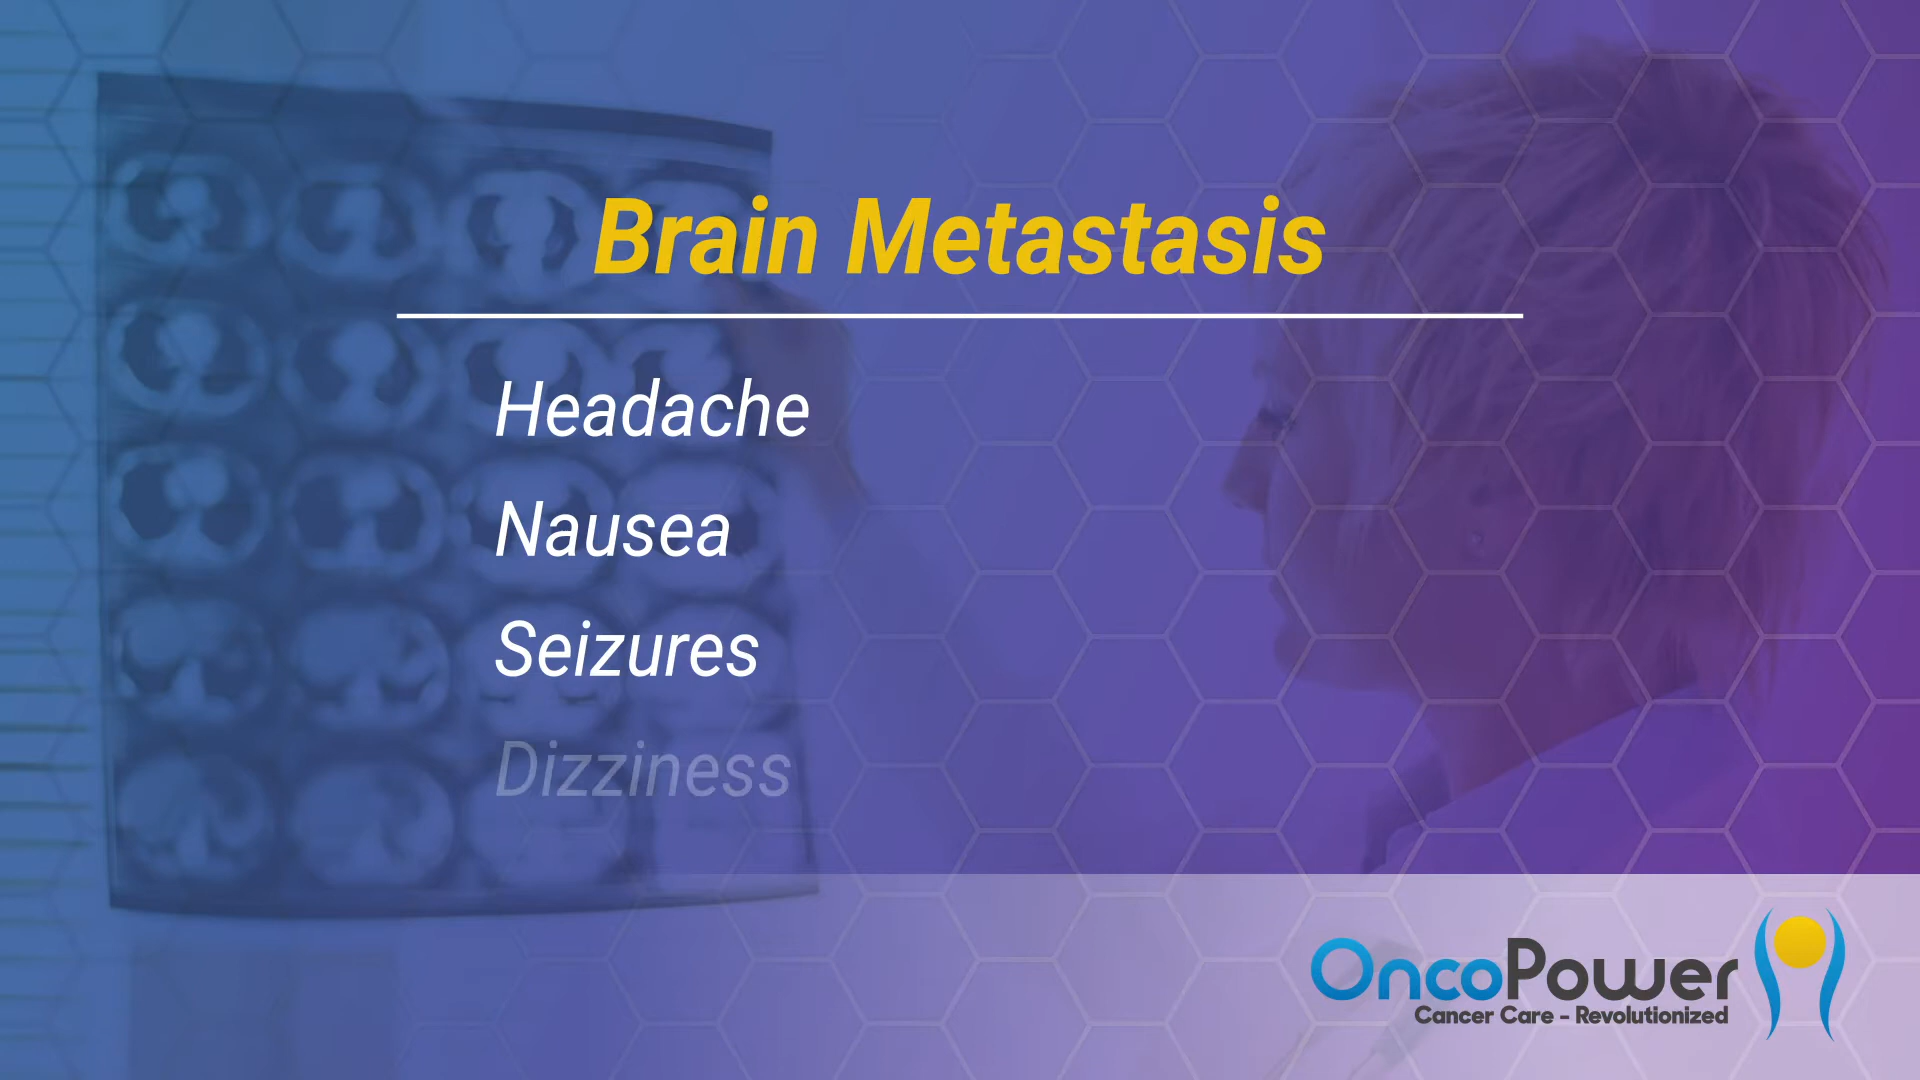 Brain Metastasis
Headache
Nausea
Seizures
Dizziness
OncoPower
Cancer Care - Revolutionized